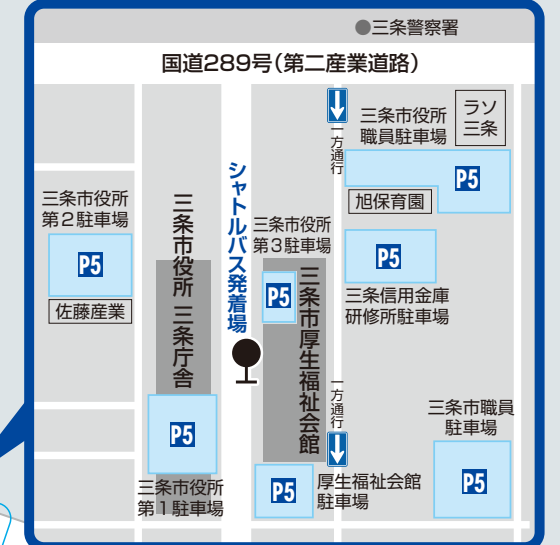 ●三条警察署
国道289号(第二産業道路)
一方通行
三条市役所
職員駐車場
ラソ
三条
P5
旭保育園
三条市役所
第2駐車場
P5
佐藤産業
三条市役所 三条庁舎
シャトルバス発着場
三条市役所
第3駐車場
P5
三条市厚生福祉会館
P5
三条信用金庫
研修所駐車場
P5
三条市役所
第1駐車場
一方通行
P5
厚生福祉会館
駐車場
三条市職員
駐車場
P5